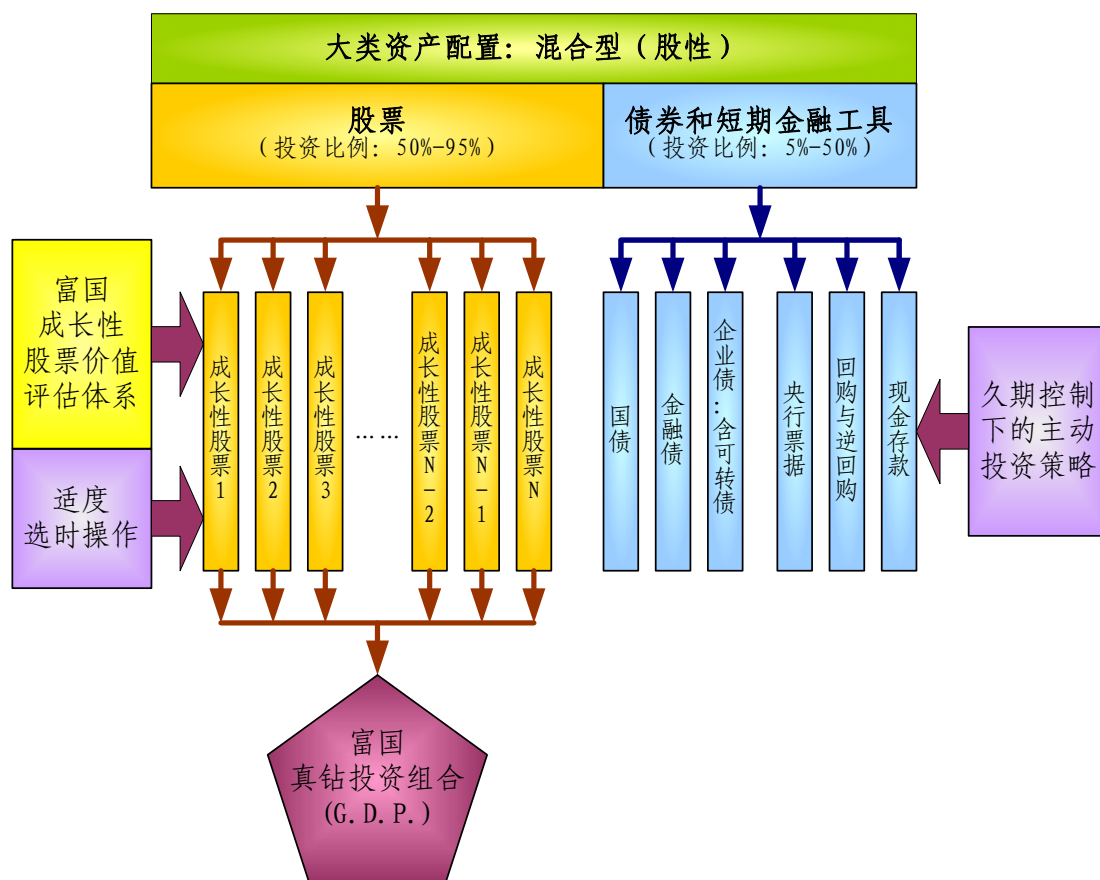 大类资产配置：混合型（股性）
股票
（投资比例：50%-95%）
债券和短期金融工具
（投资比例：5%-50%）
富国
成长性
股票价值
评估体系
适度
选时操作
成长性股票1
成长性股票2
成长性股票3
……
成长性股票N-2
成长性股票N-1
成长性股票N
国债
金融债
企业债：含可转债
央行票据
回购与逆回购
现金存款
久期控制
下的主动
投资策略
富国
真钻投资组合
(G.D.P.)